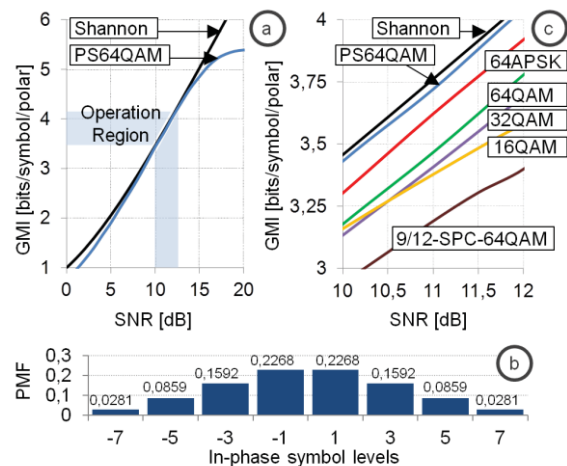 a
Shannon
PS64QAM
Operation
Region
GMI [bits/symbol/polar]
6
5
4
3
2
1
0
5
10
15
20
SNR [dB]
c
Shannon
PS64QAM
64APSK
64QAM
32QAM
16QAM
9/12-SPC-64QAM
GMI [bits/symbol/polar]
4
3,75
3,5
3,25
3
10
10,5
11
11,5
12
SNR [dB]
b
PMF
0,3
0,2
0,1
0
0,0281
0,0859
0,1592
0,2268
0,2268
0,1592
0,0859
0,0281
-7
-5
-3
-1
1
3
5
7
In-phase symbol levels